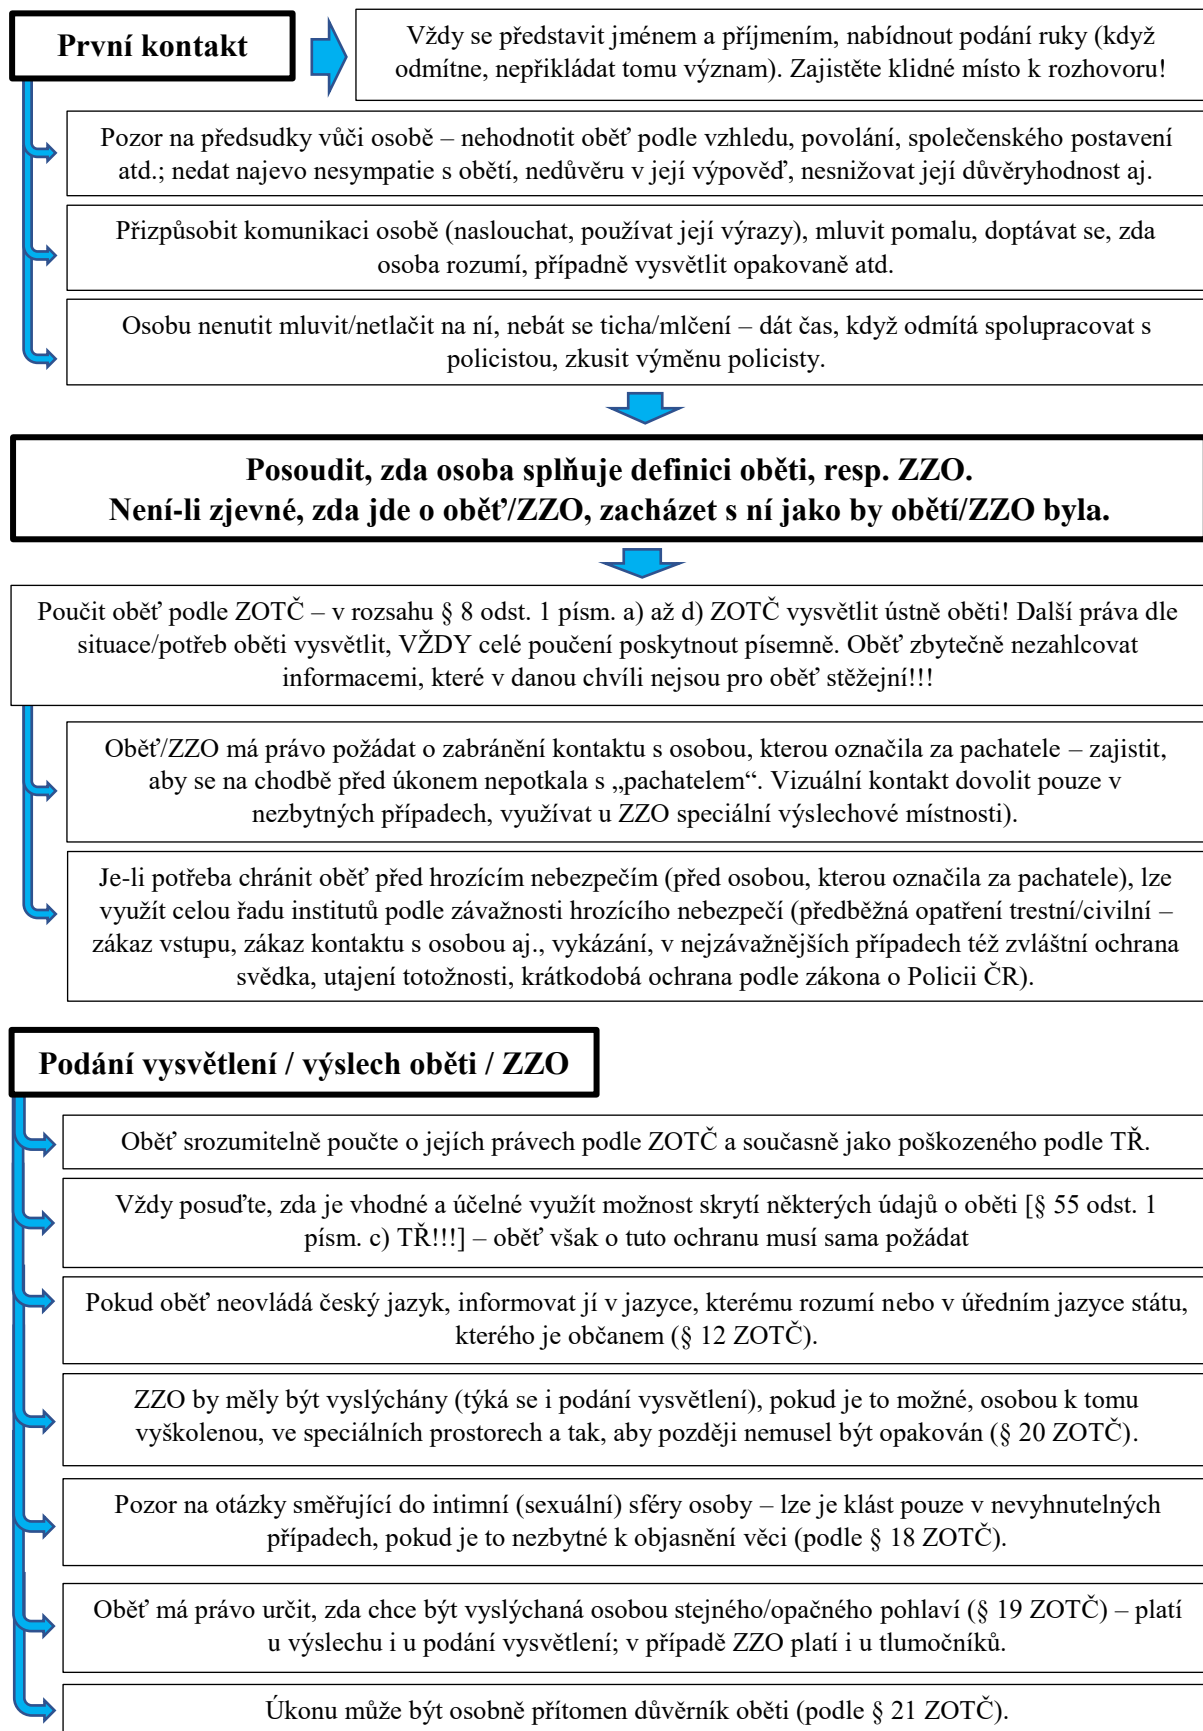 První kontakt
Vždy se představit jménem a příjmením, nabídnout podání ruky (když
odmítne, nepřikládat tomu význam). Zajistěte klidné místo k rozhovoru!
Pozor na předsudky vůči osobě – nehodnotit oběť podle vzhledu, povolání, společenského postavení
atd.; nedat najevo nesympatie s obětí, nedůvěru v její výpověď, nesnižovat její důvěryhodnost aj.
Přizpůsobit komunikaci osobě (naslouchat, používat její výrazy), mluvit pomalu, doptávat se, zda
osoba rozumí, případně vysvětlit opakovaně atd.
Osobu nenutit mluvit/netlačit na ní, nebát se ticha/mlčení – dát čas, když odmítá spolupracovat s
policistou, zkusit výměnu policisty.
Posoudit, zda osoba splňuje definici oběti, resp. ZZO.
Není-li zjevné, zda jde o oběť/ZZO, zacházet s ní jako by obětí/ZZO byla.
Poučit oběť podle ZOTČ – v rozsahu § 8 odst. 1 písm. a) až d) ZOTČ vysvětlit ústně oběti! Další práva dle
situace/potřeb oběti vysvětlit, VŽDY celé poučení poskytnout písemně. Oběť zbytečně nezahlcovat
informacemi, které v danou chvíli nejsou pro oběť stěžejní!!!
Oběť/ZZO má právo požádat o zabránění kontaktu s osobou, kterou označila za pachatele – zajistit,
aby se na chodbě před úkonem nepotkala s „pachatelem“. Vizuální kontakt dovolit pouze v
nezbytných případech, využívat u ZZO speciální výslechové místnosti).
Je-li potřeba chránit oběť před hrozícím nebezpečím (před osobou, kterou označila za pachatele), lze
využít celou řadu institutů podle závažnosti hrozícího nebezpečí (předběžná opatření trestní/civilní –
zákaz vstupu, zákaz kontaktu s osobou aj., vykázání, v nejzávažnějších případech též zvláštní ochrana
svědka, utajení totožnosti, krátkodobá ochrana podle zákona o Policii ČR).
Podání vysvětlení / výslech oběti / ZZO
Oběť srozumitelně poučte o jejích právech podle ZOTČ a současně jako poškozeného podle TŘ.
Vždy posuďte, zda je vhodné a účelné využít možnost skrytí některých údajů o oběti [§ 55 odst. 1
písm. c) TŘ!!!] – oběť však o tuto ochranu musí sama požádat
Pokud oběť neovládá český jazyk, informovat jí v jazyce, kterému rozumí nebo v úředním jazyce státu,
kterého je občanem (§ 12 ZOTČ).
ZZO by měly být vyslýchány (týká se i podání vysvětlení), pokud je to možné, osobou k tomu
vyškolenou, ve speciálních prostorech a tak, aby později nemusel být opakován (§ 20 ZOTČ).
Pozor na otázky směřující do intimní (sexuální) sféry osoby – lze je klást pouze v nevyhnutelných
případech, pokud je to nezbytné k objasnění věci (podle § 18 ZOTČ).
Oběť má právo určit, zda chce být vyslýchaná osobou stejného/opačného pohlaví (§ 19 ZOTČ) – platí
u výslechu i u podání vysvětlení; v případě ZZO platí i u tlumočníků.
Úkonu může být osobně přítomen důvěrník oběti (podle § 21 ZOTČ).